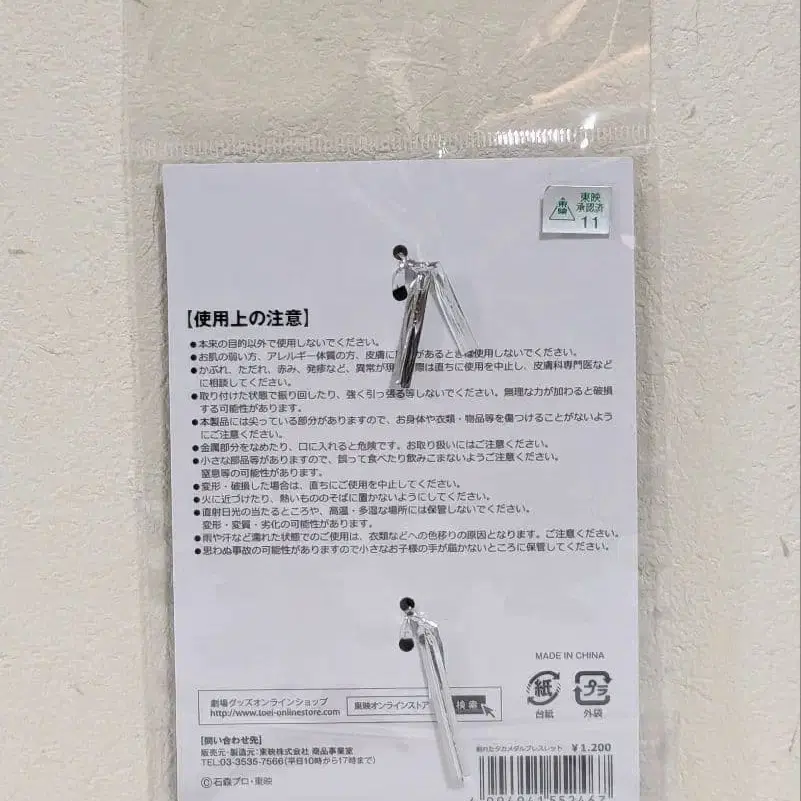 東映
承認済
11
【使用上の注意】
●本来の目的以外で使用しないでください。
●お肌の弱い方、アレルギー体質の方、皮膚に があるときは使用しないでください。
●かぶれ、ただれ、赤み、発疹など、異常が現 際は直ちに使用を中止し、皮膚科専門医など
に相談してください。
●取り付けた状態で振り回したり、強く引っ張る等しないでください。無理な力が加わると破損
する可能性があります。
●本製品には尖っている部分がありますので、お身体や衣類・物品等を傷つけることがないよう
にご注意ください。
●金属部分をなめたり、口に入れると危険です。お取り扱いにはご注意ください。
●小さな部品等がありますので、誤って食べたり飲みこまないようご注意ください。
窒息等の可能性があります。
●変形・破損した場合は、直ちにご使用を中止してください。
●火に近づけたり、熱いもののそばに置かないようにしてください。
●直射日光の当たるところや、高温・多湿な場所には保管しないでください。
変形・変質・劣化の可能性があります。
●雨や汗など濡れた状態でのご使用は、衣類などへの色移りの原因となります。ご注意ください。
●思わぬ事故の可能性がありますので小さなお子様の手が届かないところに保管してください。
MADE IN CHINA
紙 プラ
台紙 外袋
劇場グッズオンラインショップ
http://www.toei-onlinestore.com
東映オンラインストア 検索
【問い合わせ先】
販売元・製造元:東映株式会社 商品事業室
TEL:03-3535-7566(平日10時から17時まで)
©石森プロ・東映
割れたタカメダルブレスレット ¥1,200